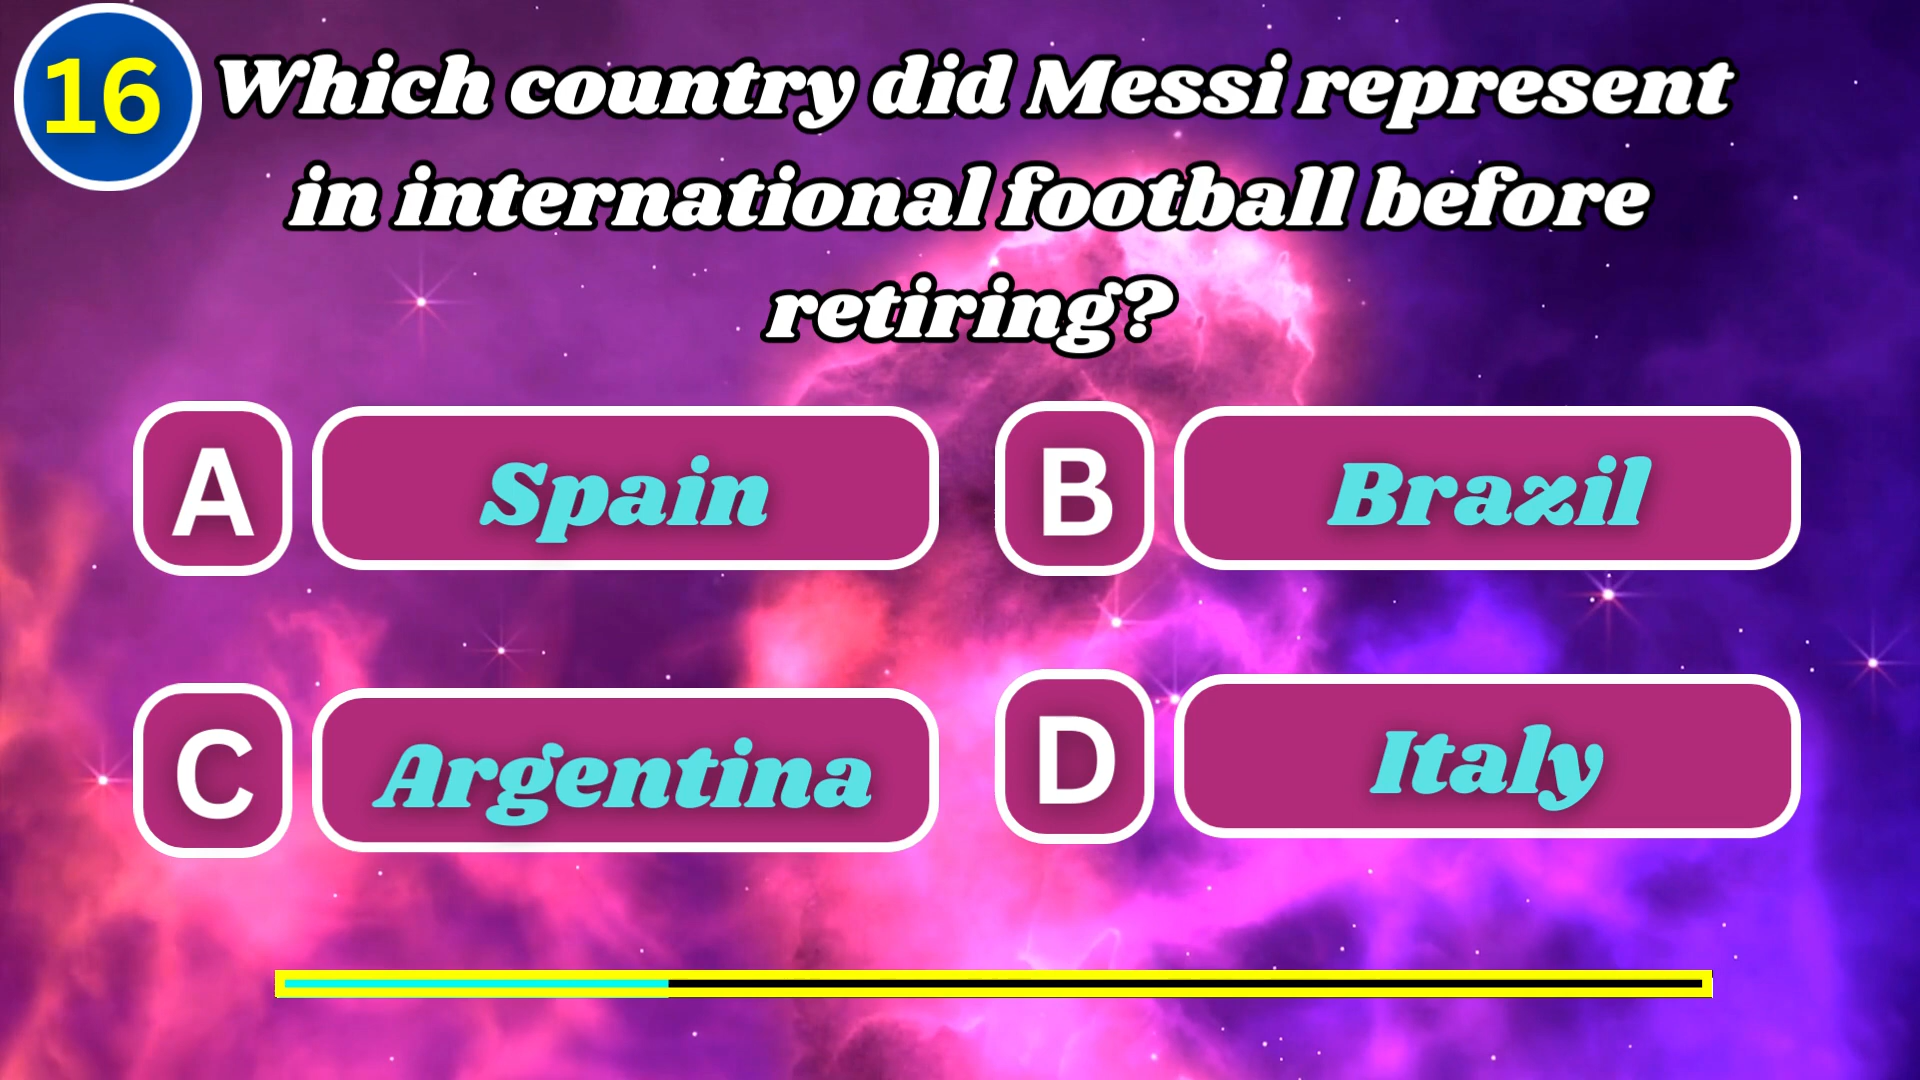 16
Which country did Messi represent
in international football before
retiring?
A
Spain
B
Brazil
C
Argentina
D
Italy